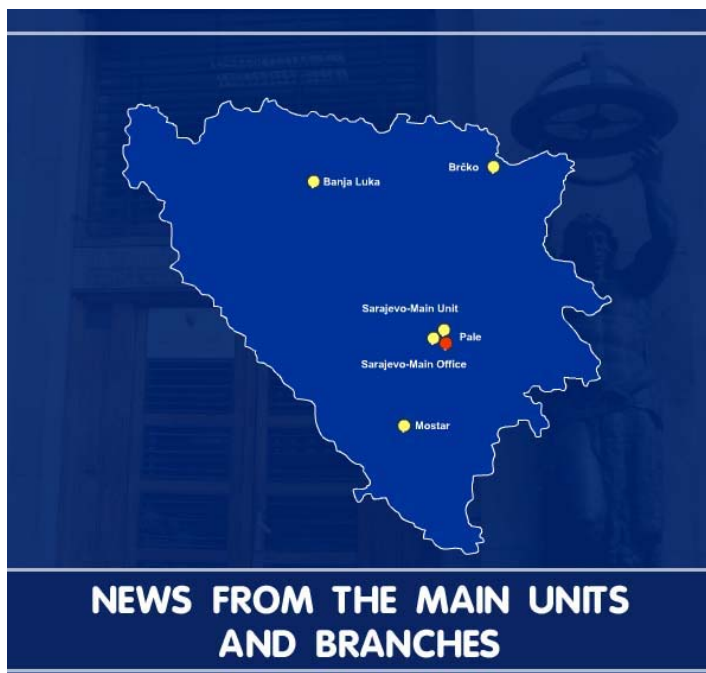 Brčko
Banja Luka
Sarajevo-Main Unit
Pale
Sarajevo-Main Office
Mostar
NEWS FROM THE MAIN UNITS
AND BRANCHES